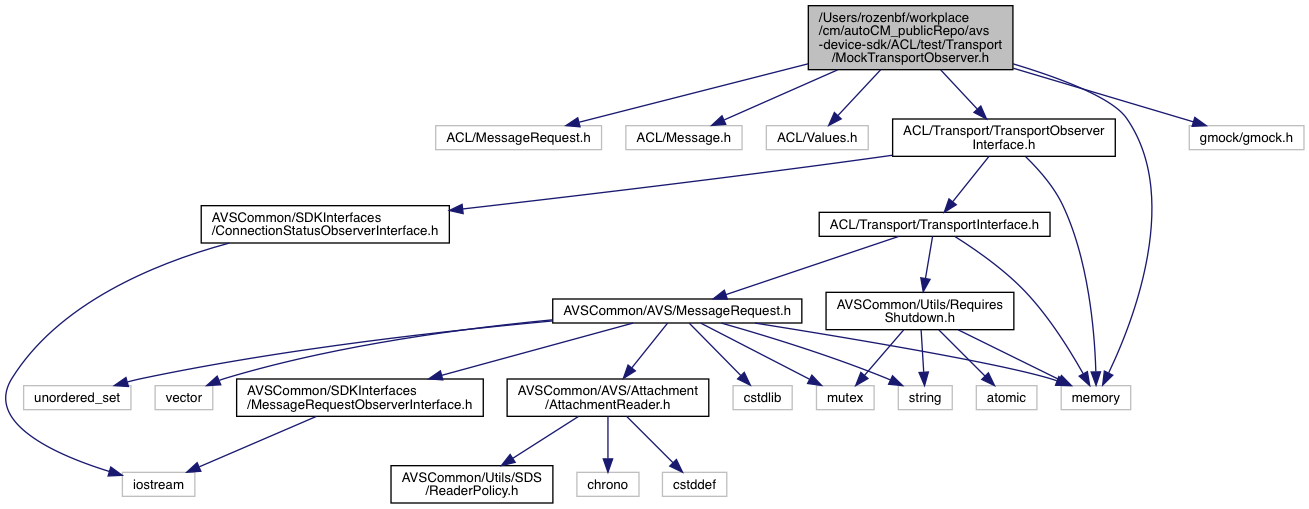 /Users/rozenbf/workplace
/cm/autoCM_publicRepo/avs
-device-sdk/ACL/test/Transport
/MockTransportObserver.h
ACL/MessageRequest.h
ACL/Message.h
ACL/Values.h
ACL/Transport/TransportObserver
Interface.h
gmock/gmock.h
AVSCommon/SDKInterfaces
/ConnectionStatusObserverInterface.h
ACL/Transport/TransportInterface.h
AVSCommon/AVS/MessageRequest.h
AVSCommon/Utils/Requires
Shutdown.h
unordered_set
vector
AVSCommon/SDKInterfaces
/MessageRequestObserverInterface.h
AVSCommon/AVS/Attachment
/AttachmentReader.h
cstdlib
mutex
string
atomic
memory
iostream
AVSCommon/Utils/SDS
/ReaderPolicy.h
chrono
cstddef